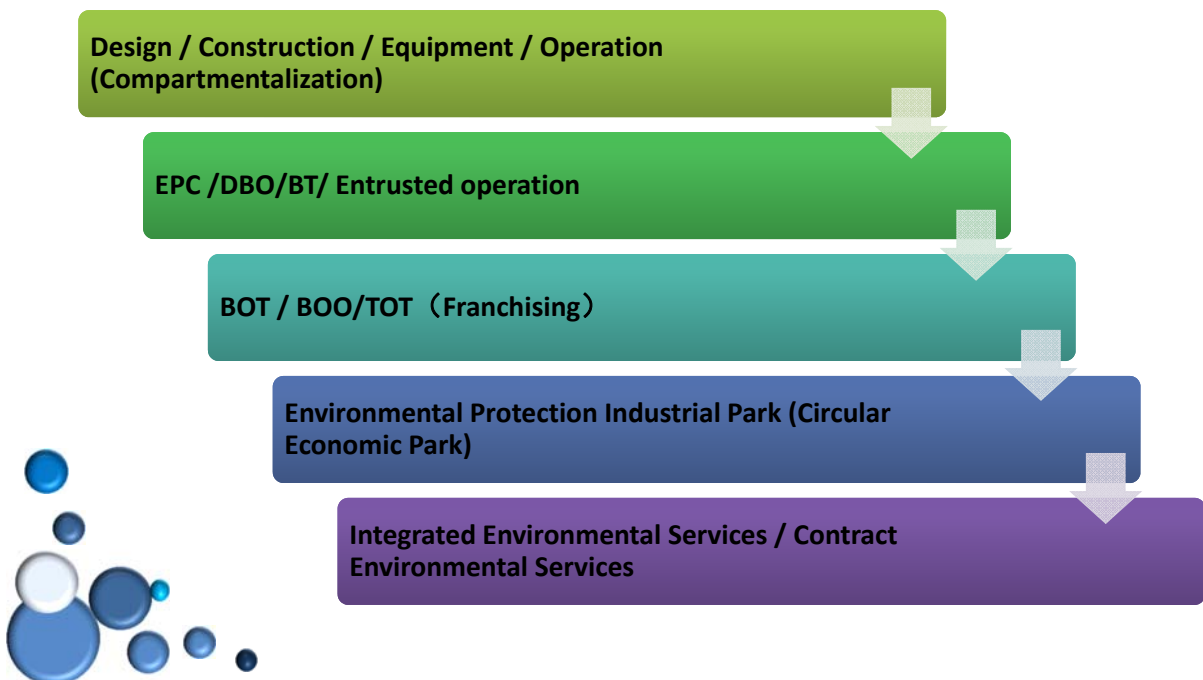 Design / Construction / Equipment / Operation
(Compartmentalization)
EPC /DBO/BT/ Entrusted operation
BOT / BOO/TOT（Franchising）
Environmental Protection Industrial Park (Circular
Economic Park)
Integrated Environmental Services / Contract
Environmental Services